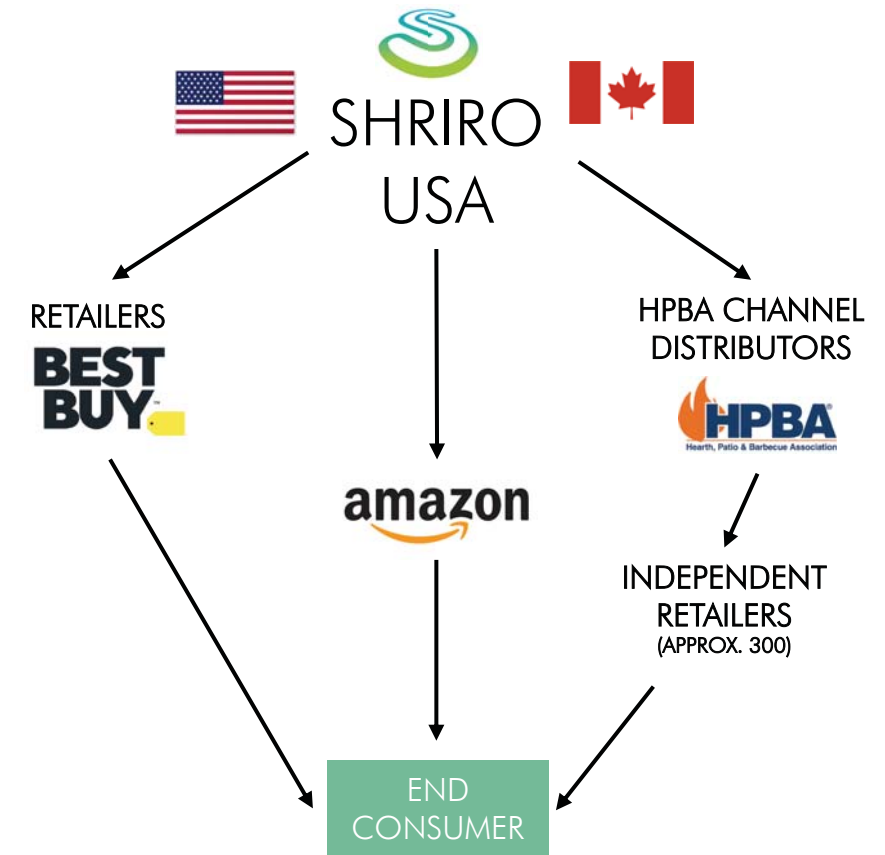 SHRIRO
USA
RETAILERS
BEST
BUY™
HPBA CHANNEL
DISTRIBUTORS
HPBA®
Hearth, Patio & Barbecue Association
amazon
INDEPENDENT
RETAILERS
(APPROX. 300)
END
CONSUMER